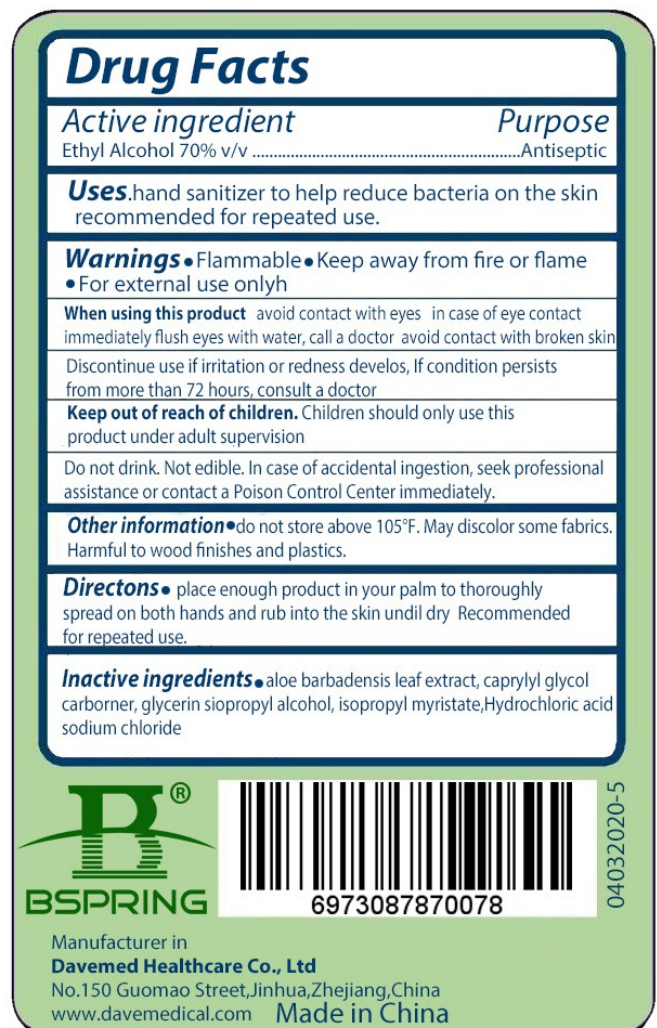 Drug Facts
Active ingredient Purpose
Ethyl Alcohol 70% v/v ................................................................Antiseptic
Uses.hand sanitizer to help reduce bacteria on the skin
recommended for repeated use.
Warnings •Flammable• Keep away from fire or flame
•For external use onlyh
When using this product avoid contact with eyes in case of eye contact
immediately flush eyes with water, call a doctor avoid contact with broken skin
Discontinue use if irritation or redness develos, If condition persists
from more than 72 hours, consult a doctor
Keep out of reach of children. Children should only use this
product under adult supervision
Do not drink. Not edible. In case of accidental ingestion, seek professional
assistance or contact a Poison Control Center immediately.
Other information•do not store above 105°F. May discolor some fabrics.
Harmful to wood finishes and plastics.
Directons• place enough product in your palm to thoroughly
spread on both hands and rub into the skin undil dry Recommended
for repeated use.
Inactive ingredients•aloe barbadensis leaf extract, caprylyl glycol
carborner, glycerin siopropyl alcohol, isopropyl myristate,Hydrochloric acid
sodium chloride
B®
BSPRING
6973087870078
04032020-5
Manufacturer in
Davemed Healthcare Co., Ltd
No.150 Guomao Street,Jinhua,Zhejiang,China
www.davemedical.com Made in China